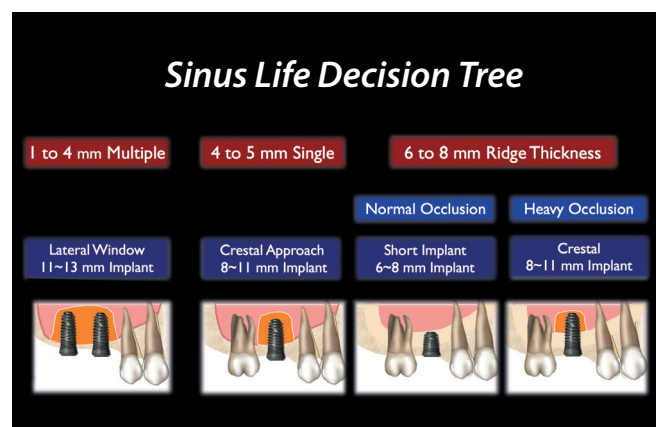 Sinus Life Decision Tree
1 to 4 mm Multiple
4 to 5 mm Single
6 to 8 mm Ridge Thickness
Normal Occlusion
Heavy Occlusion
Lateral Window
11~13 mm Implant
Crestal Approach
8~11 mm Implant
Short Implant
6~8 mm Implant
Crestal
8~11 mm Implant